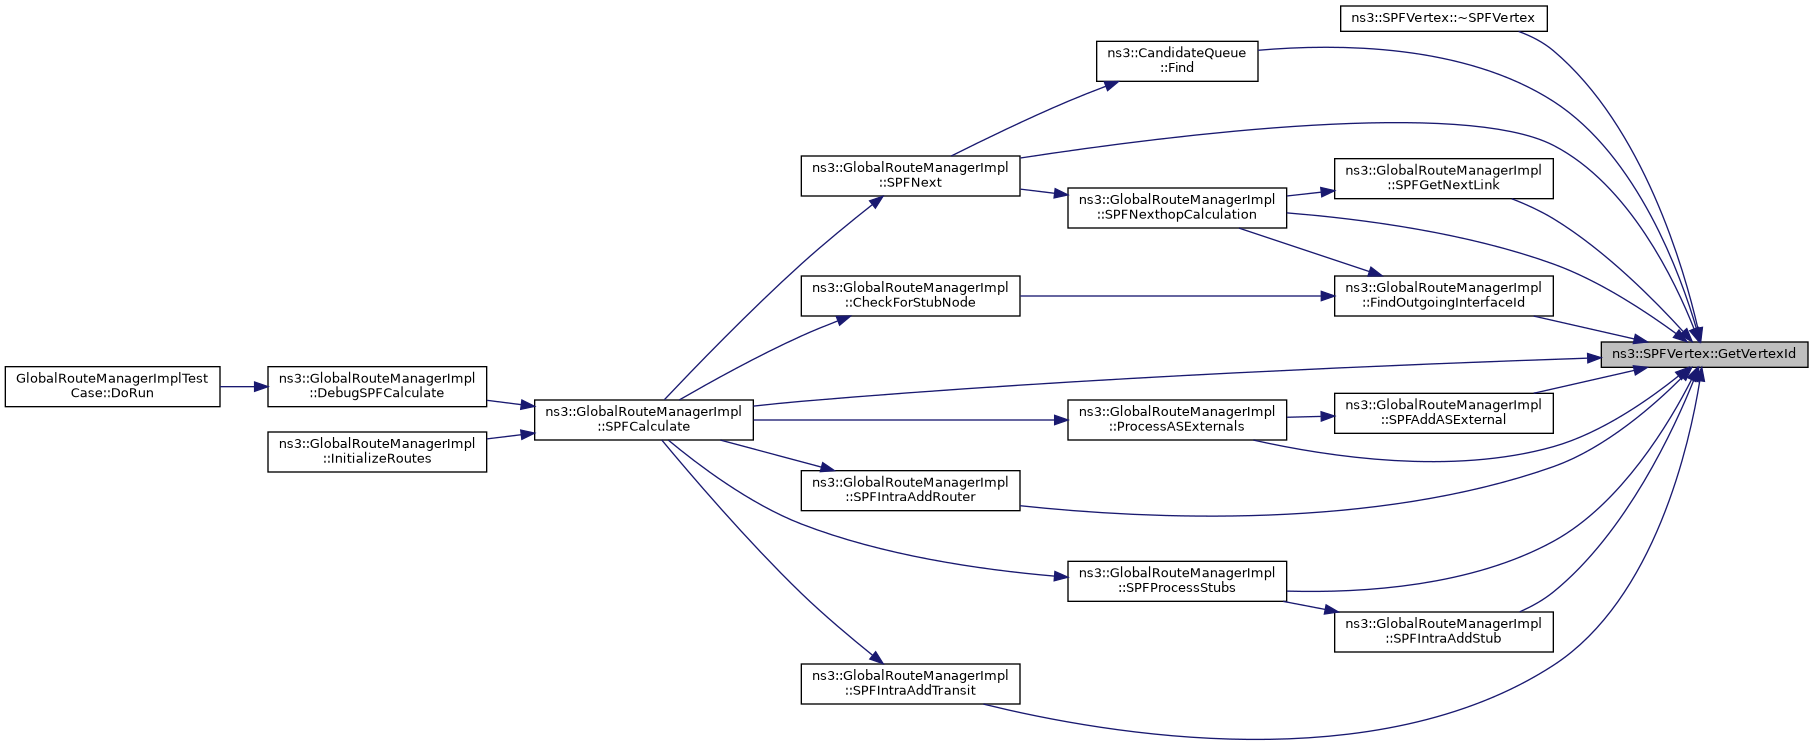 ns3::SPFVertex::~SPFVertex
ns3::CandidateQueue
::Find
ns3::GlobalRouteManagerImpl
::SPFNext
ns3::GlobalRouteManagerImpl
::SPFGetNextLink
ns3::GlobalRouteManagerImpl
::SPFNexthopCalculation
ns3::GlobalRouteManagerImpl
::CheckForStubNode
ns3::GlobalRouteManagerImpl
::FindOutgoingInterfaceId
ns3::SPFVertex::GetVertexId
GlobalRouteManagerImplTest
Case::DoRun
ns3::GlobalRouteManagerImpl
::DebugSPFCalculate
ns3::GlobalRouteManagerImpl
::SPFCalculate
ns3::GlobalRouteManagerImpl
::ProcessASExternals
ns3::GlobalRouteManagerImpl
::SPFAddASExternal
ns3::GlobalRouteManagerImpl
::InitializeRoutes
ns3::GlobalRouteManagerImpl
::SPFIntraAddRouter
ns3::GlobalRouteManagerImpl
::SPFProcessStubs
ns3::GlobalRouteManagerImpl
::SPFIntraAddStub
ns3::GlobalRouteManagerImpl
::SPFIntraAddTransit